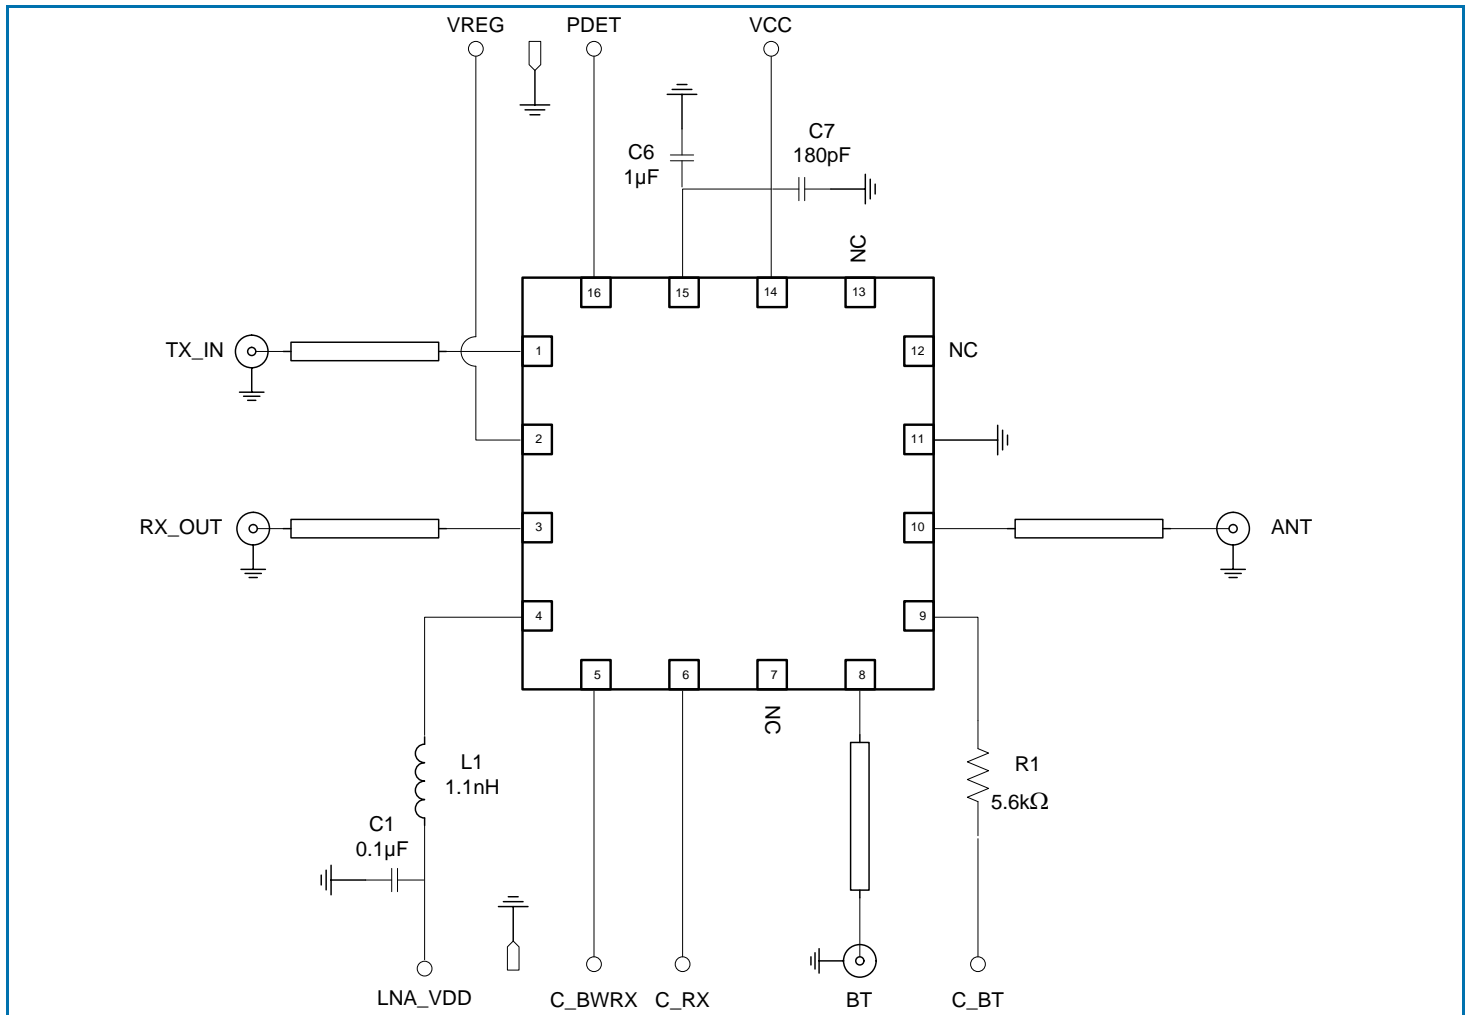 VREG
PDET
VCC
C6
1µF
C7
180pF
NC
16
15
14
13
TX_IN
1
12
NC
2
11
RX_OUT
3
10
ANT
4
9
5
6
7
8
NC
L1
1.1nH
R1
5.6kΩ
C1
0.1µF
LNA_VDD
C_BWRX
C_RX
BT
C_BT